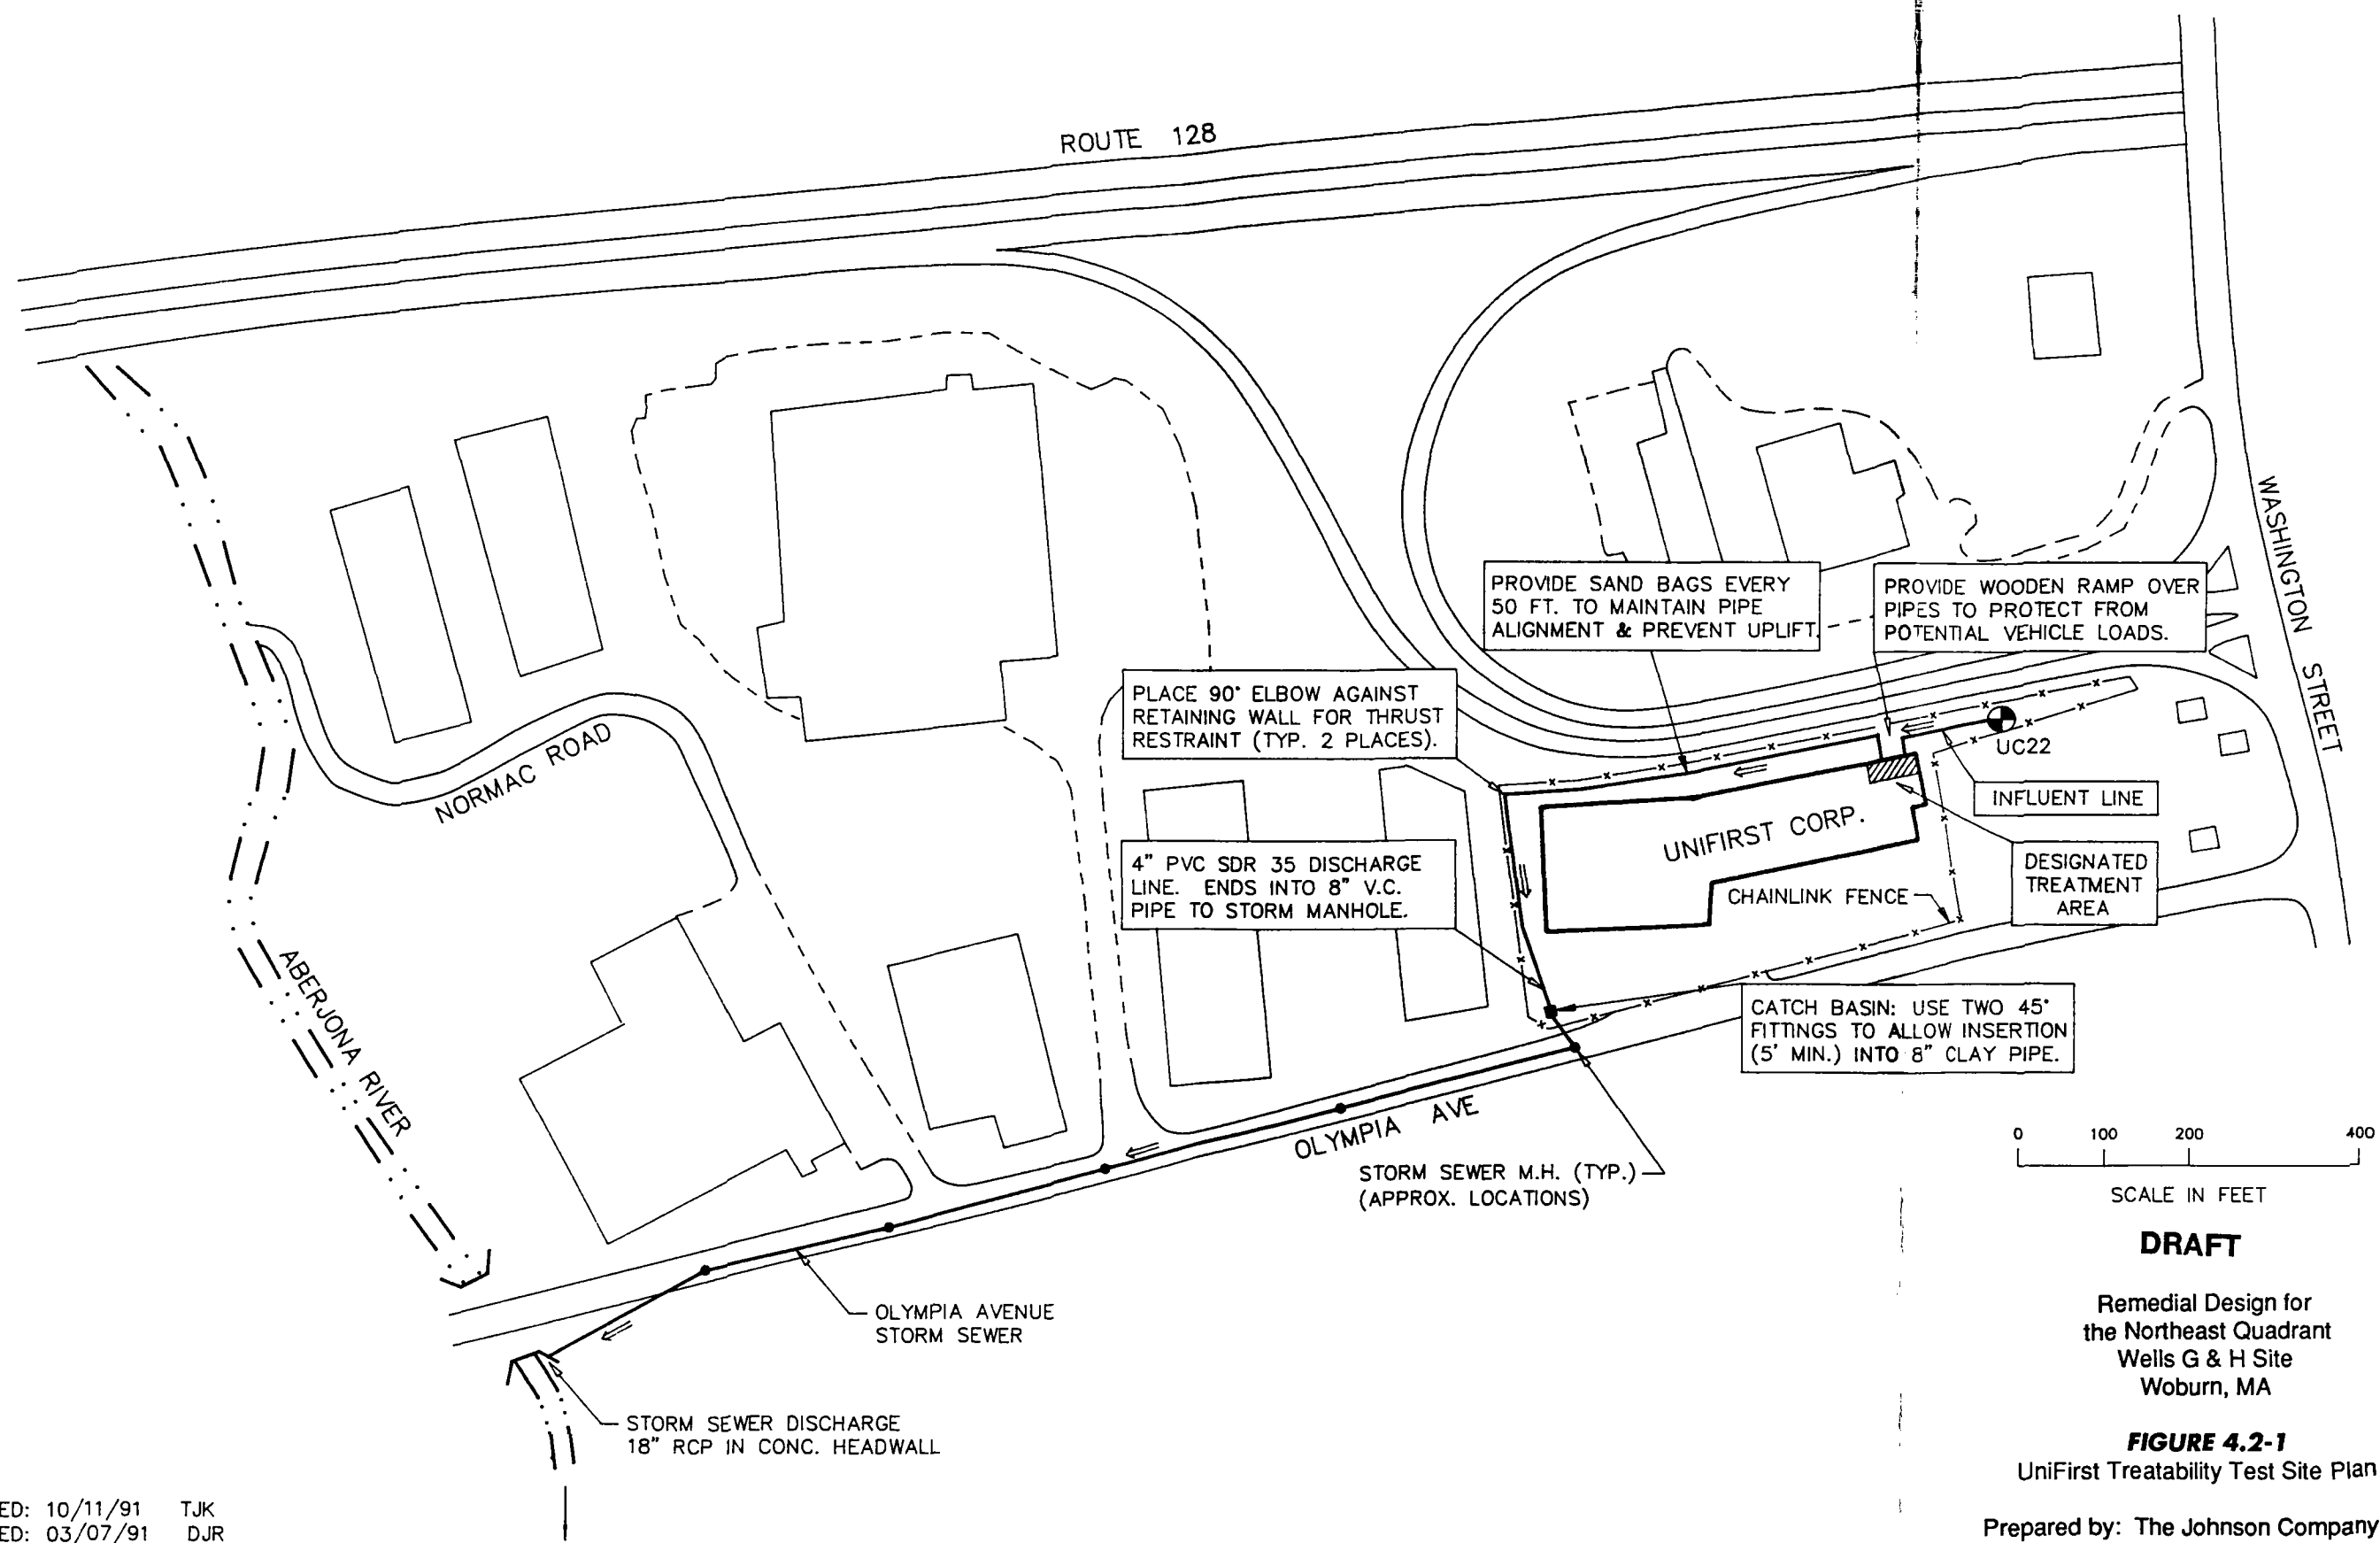 ROUTE 128
WASHINGTON STREET
PROVIDE SAND BAGS EVERY
50 FT. TO MAINTAIN PIPE
ALIGNMENT & PREVENT UPLIFT.
PROVIDE WOODEN RAMP OVER
PIPES TO PROTECT FROM
POTENTIAL VEHICLE LOADS.
PLACE 90° ELBOW AGAINST
RETAINING WALL FOR THRUST
RESTRAINT (TYP. 2 PLACES).
UC22
INFLUENT LINE
NORMAC ROAD
UNIFIRST CORP.
4" PVC SDR 35 DISCHARGE
LINE. ENDS INTO 8" V.C.
PIPE TO STORM MANHOLE.
DESIGNATED
TREATMENT
AREA
CHAINLINK FENCE
ABERJONA RIVER
CATCH BASIN: USE TWO 45°
FITTINGS TO ALLOW INSERTION
(5' MIN.) INTO 8" CLAY PIPE.
OLYMPIA AVE
STORM SEWER M.H. (TYP.)
(APPROX. LOCATIONS)
0 100 200 400
SCALE IN FEET
DRAFT
OLYMPIA AVENUE
STORM SEWER
Remedial Design for
the Northeast Quadrant
Wells G & H Site
Woburn, MA
STORM SEWER DISCHARGE
18" RCP IN CONC. HEADWALL
FIGURE 4.2-1
UniFirst Treatability Test Site Plan
ED: 10/11/91 TJK
ED: 03/07/91 DJR
Prepared by: The Johnson Company